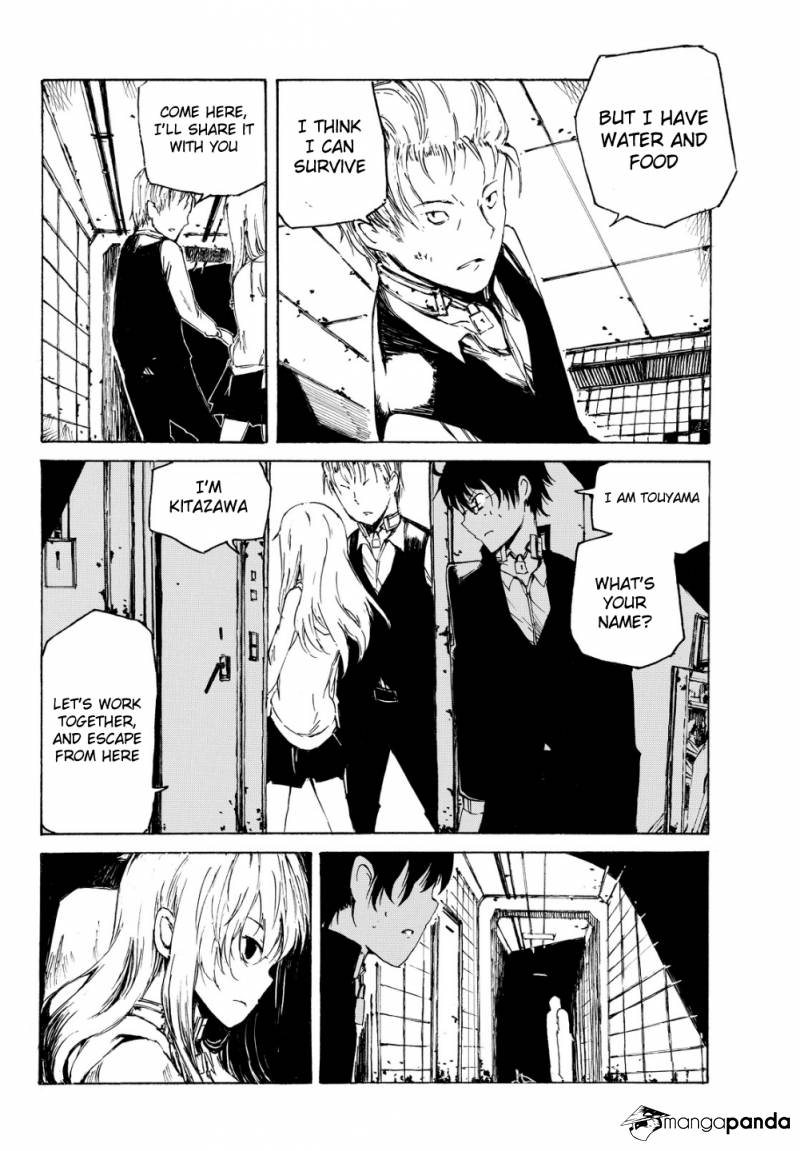 BUT I HAVE
WATER AND
FOOD
I THINK
I CAN
SURVIVE
COME HERE,
I'LL SHARE IT
WITH YOU
I AM TOUYAMA
WHAT'S
YOUR
NAME?
I'M
KITAZAWA
LET'S WORK
TOGETHER,
AND ESCAPE
FROM HERE
mangapanda